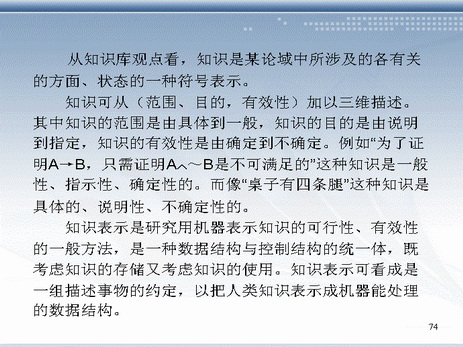 从知识库观点看，知识是某论域中所涉及的各有关
的方面、状态的一种符号表示。
知识可从（范围、目的，有效性）加以三维描述。
其中知识的范围是由具体到一般，知识的目的是由说明
到指定，知识的有效性是由确定到不确定。例如“为了证
明A→B，只需证明A∧～B是不可满足的”这种知识是一般
性、指示性、确定性的。而像“桌子有四条腿”这种知识是
具体的、说明性、不确定性的。
知识表示是研究用机器表示知识的可行性、有效性
的一般方法，是一种数据结构与控制结构的统一体，既
考虑知识的存储又考虑知识的使用。知识表示可看成是
一组描述事物的约定，以把人类知识表示成机器能处理
的数据结构。
74